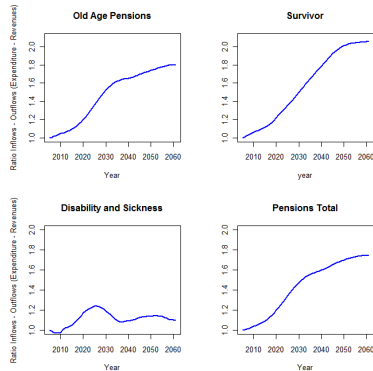 Old Age Pensions
Ratio Inflows - Outflows (Expenditure - Revenues)
1.0 1.2 1.4 1.6 1.8 2.0
2010 2020 2030 2040 2050 2060
Year
Survivor
1.0 1.2 1.4 1.6 1.8 2.0
2010 2020 2030 2040 2050 2060
year
Disability and Sickness
Ratio Inflows - Outflows (Expenditure - Revenues)
1.0 1.2 1.4 1.6 1.8 2.0
2010 2020 2030 2040 2050 2060
Year
Pensions Total
1.0 1.2 1.4 1.6 1.8 2.0
2010 2020 2030 2040 2050 2060
Year